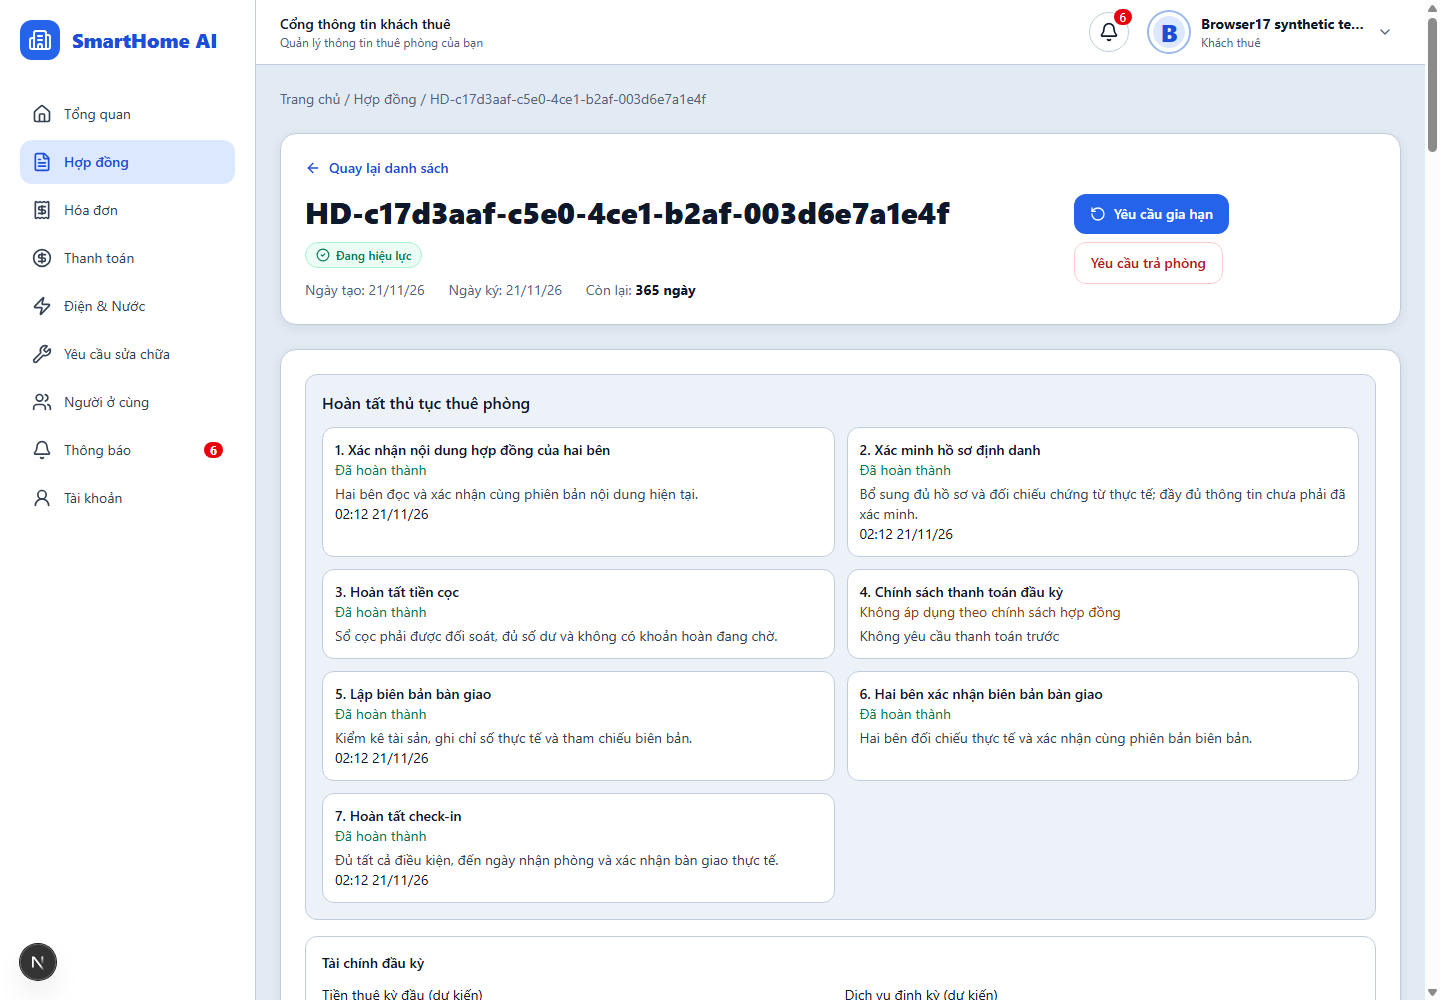 SmartHome AI
Tổng quan
Hợp đồng
Hóa đơn
Thanh toán
Điện & Nước
Yêu cầu sửa chữa
Người ở cùng
Thông báo
6
Tài khoản
N
Cổng thông tin khách thuê
Quản lý thông tin thuê phòng của bạn
6
B
Browser17 synthetic te...
Khách thuê
Trang chủ / Hợp đồng / HD-c17d3aaf-c5e0-4ce1-b2af-003d6e7a1e4f
Quay lại danh sách
HD-c17d3aaf-c5e0-4ce1-b2af-003d6e7a1e4f
Đang hiệu lực
Ngày tạo: 21/11/26 Ngày ký: 21/11/26 Còn lại: 365 ngày
Yêu cầu gia hạn
Yêu cầu trả phòng
Hoàn tất thủ tục thuê phòng
1. Xác nhận nội dung hợp đồng của hai bên
Đã hoàn thành
Hai bên đọc và xác nhận cùng phiên bản nội dung hiện tại.
02:12 21/11/26
2. Xác minh hồ sơ định danh
Đã hoàn thành
Bổ sung đủ hồ sơ và đối chiếu chứng từ thực tế; đầy đủ thông tin chưa phải đã
xác minh.
02:12 21/11/26
3. Hoàn tất tiền cọc
Đã hoàn thành
Sổ cọc phải được đối soát, đủ số dư và không có khoản hoàn đang chờ.
4. Chính sách thanh toán đầu kỳ
Không áp dụng theo chính sách hợp đồng
Không yêu cầu thanh toán trước
5. Lập biên bản bàn giao
Đã hoàn thành
Kiểm kê tài sản, ghi chỉ số thực tế và tham chiếu biên bản.
02:12 21/11/26
6. Hai bên xác nhận biên bản bàn giao
Đã hoàn thành
Hai bên đối chiếu thực tế và xác nhận cùng phiên bản biên bản.
7. Hoàn tất check-in
Đã hoàn thành
Đủ tất cả điều kiện, đến ngày nhận phòng và xác nhận bàn giao thực tế.
02:12 21/11/26
Tài chính đầu kỳ
Tiền thuê kỳ đầu (dự kiến)
Dịch vụ định kỳ (dự kiến)